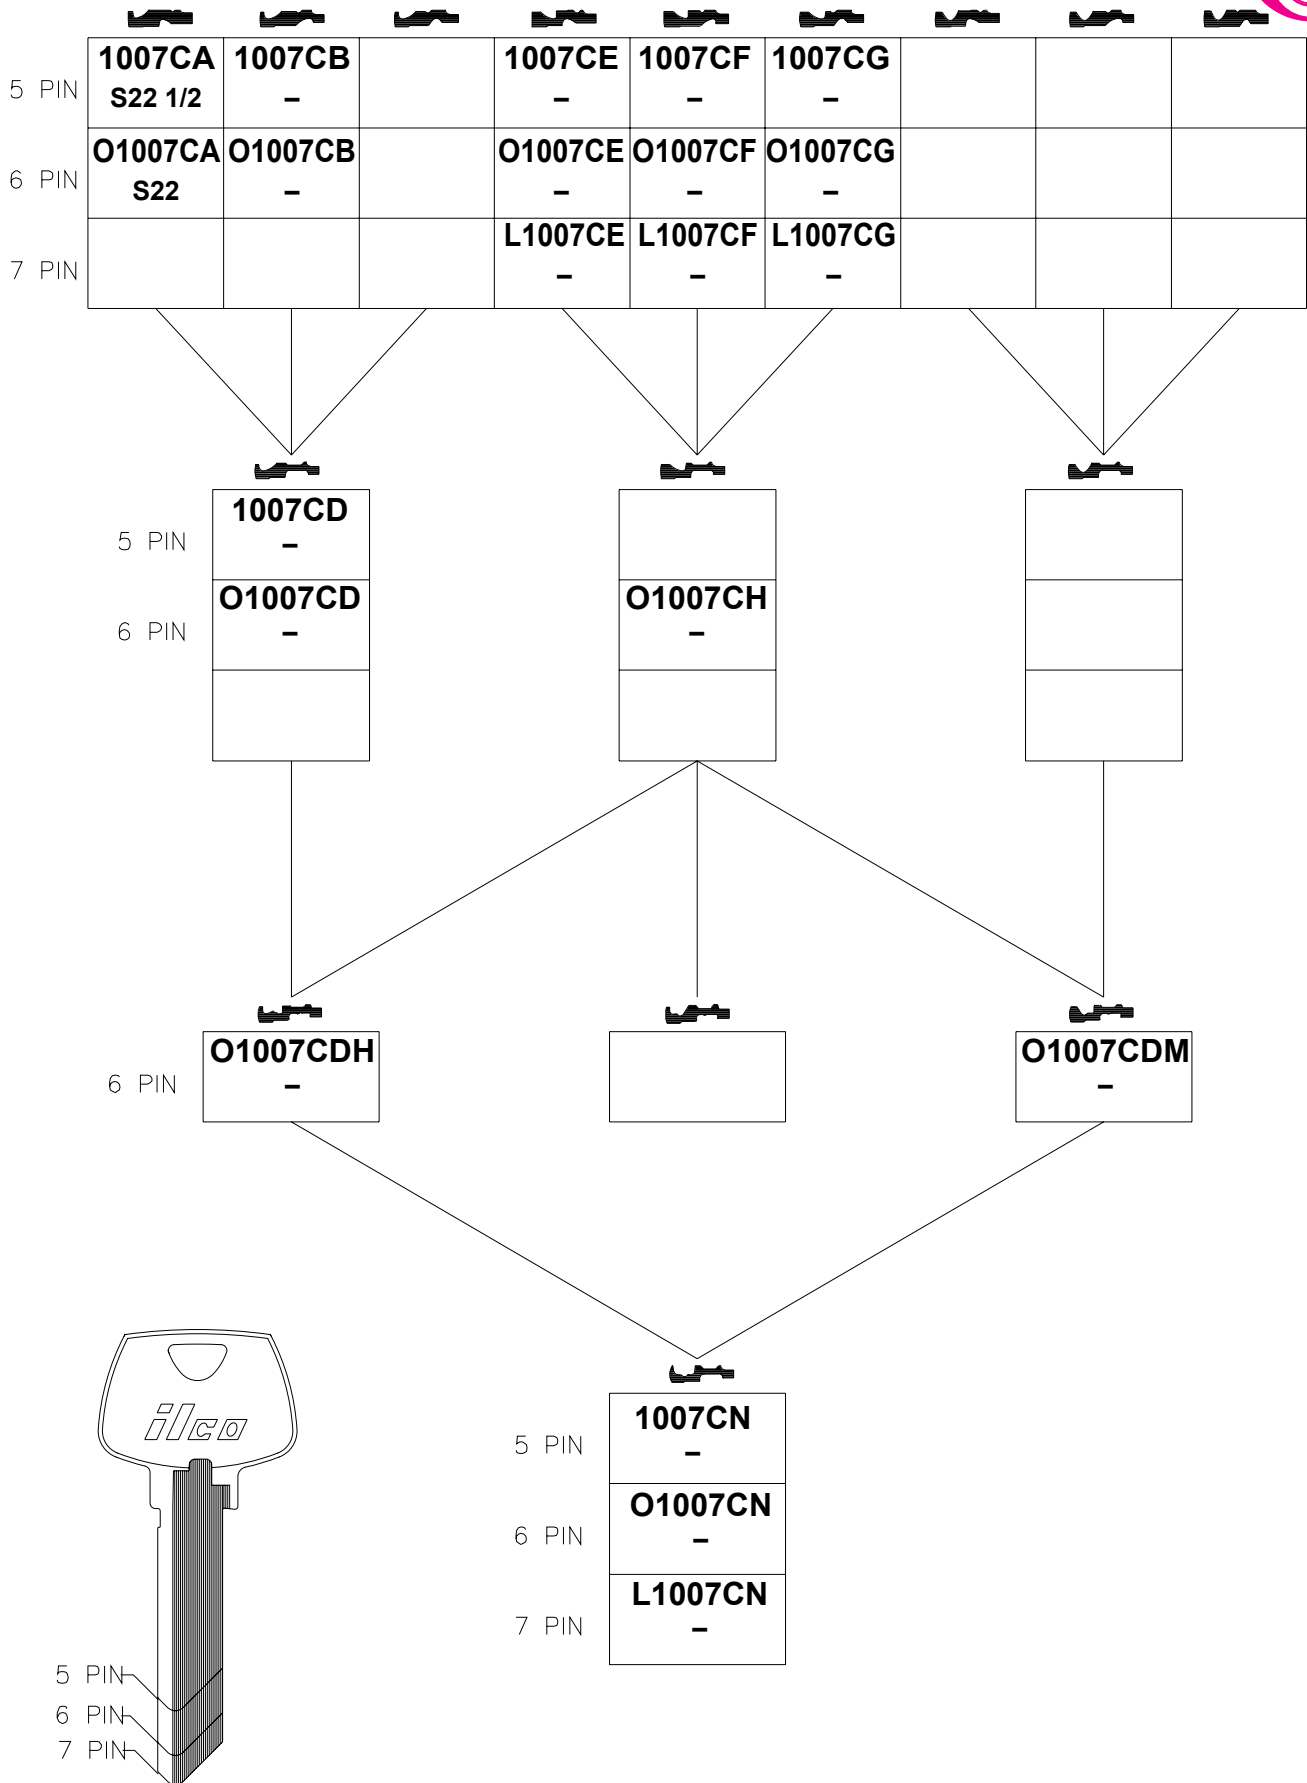 1007CA 1007CB 1007CE 1007CF 1007CG
5 PIN S22 1/2 – – – –
O1007CA O1007CB O1007CE O1007CF O1007CG
6 PIN S22 – – – –
L1007CE L1007CF L1007CG
7 PIN – – –
1007CD
5 PIN –
O1007CD O1007CH
6 PIN – –
O1007CDH O1007CDM
6 PIN – –
ilco
1007CN
5 PIN –
O1007CN
6 PIN –
L1007CN
7 PIN –
5 PIN
6 PIN
7 PIN